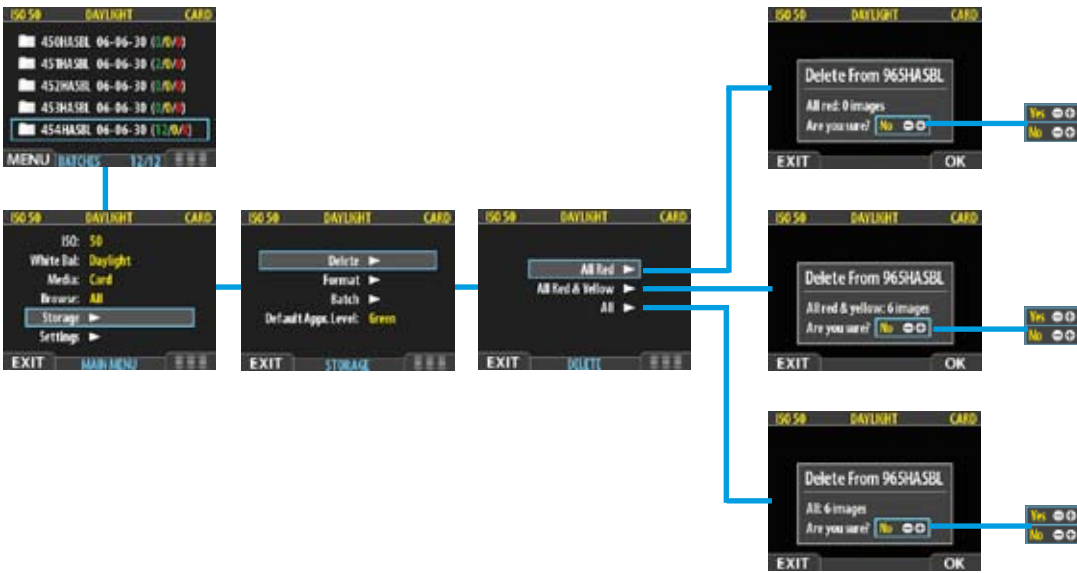 ISO 50 DAYLIGHT CARD
450HASBL 06-06-30
451HASBL 06-06-30
452HASBL 06-06-30
453HASBL 06-06-30
454HASBL 06-06-30
MENU BATCHES 12/12
ISO 50 DAYLIGHT CARD
ISO: 50
White Bal: Daylight
Media: Card
Browse: All
Storage
Settings
EXIT MAIN MENU
ISO 50 DAYLIGHT CARD
Delete
Format
Batch
Default Appr. Level: Green
EXIT STORAGE
ISO 50 DAYLIGHT CARD
All Red
All Red & Yellow
All
EXIT DELETE
ISO 50 DAYLIGHT CARD
Delete From 965HASBL
All red: 0 images
Are you sure? No
EXIT OK
Yes
No
ISO 50 DAYLIGHT CARD
Delete From 965HASBL
All red & yellow: 6 images
Are you sure? No
EXIT OK
Yes
No
ISO 50 DAYLIGHT CARD
Delete From 965HASBL
All: 6 images
Are you sure? No
EXIT OK
Yes
No